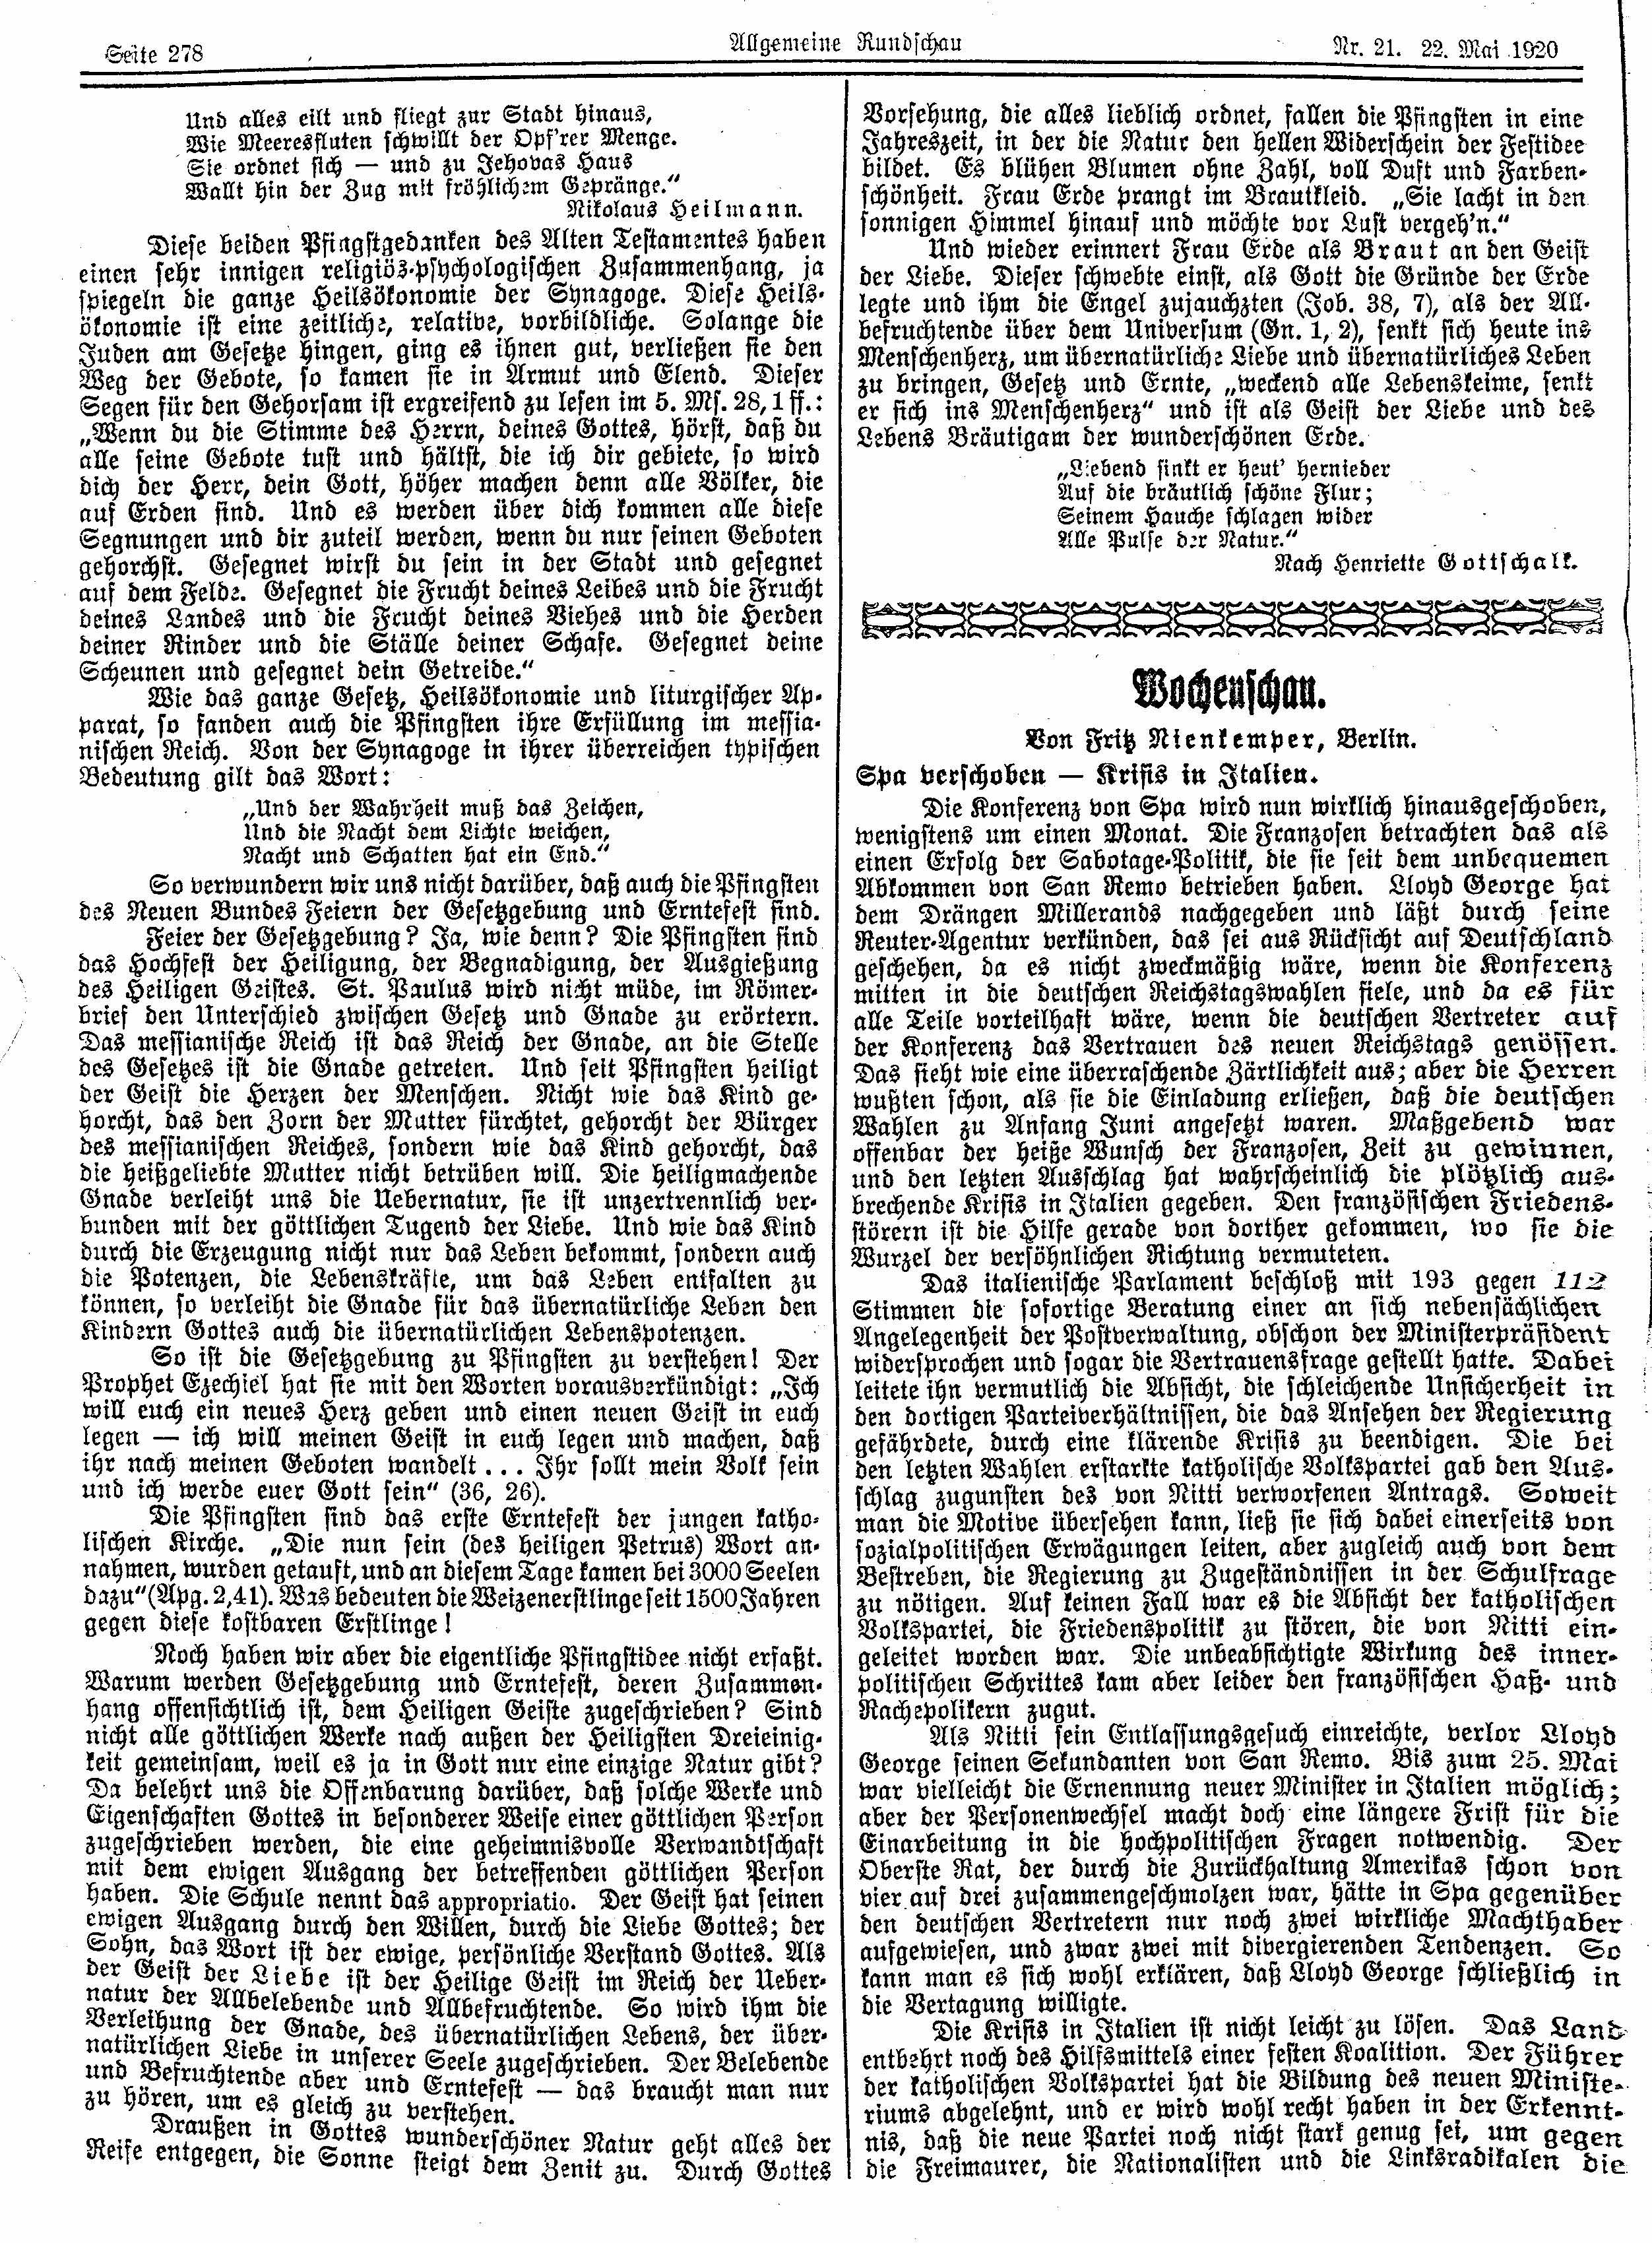 Seite 278
Allgemeine Rundschau
Nr. 21. 22. Mai 1920
Und alles eilt und fliegt zur Stadt hinaus,
Wie Meeresfluten schwillt der Opf'rer Menge.
Sie ordnet sich — und zu Jehovas Haus
Wallt hin der Zug mit fröhlichem Gepränge.“
Nikolaus Heilmann.
Diese beiden Pfingstgedanken des Alten Testamentes haben
einen sehr innigen religiös-psychologischen Zusammenhang, ja
spiegeln die ganze Heilsökonomie der Synagoge. Diese Heils-
ökonomie ist eine zeitliche, relative, vorbildliche. Solange die
Juden am Gesetze hingen, ging es ihnen gut, verließen sie den
Weg der Gebote, so kamen sie in Armut und Elend. Dieser
Segen für den Gehorsam ist ergreifend zu lesen im 5. Ms. 28, 1 ff.:
„Wenn du die Stimme des Herrn, deines Gottes, hörst, daß du
alle seine Gebote tust und hältst, die ich dir gebiete, so wird
dich der Herr, dein Gott, höher machen denn alle Völker, die
auf Erden sind. Und es werden über dich kommen alle diese
Segnungen und dir zuteil werden, wenn du nur seinen Geboten
gehorchst. Gesegnet wirst du sein in der Stadt und gesegnet
auf dem Felde. Gesegnet die Frucht deines Leibes und die Frucht
deines Landes und die Frucht deines Viehes und die Herden
deiner Rinder und die Ställe deiner Schafe. Gesegnet deine
Scheunen und gesegnet dein Getreide.“
Wie das ganze Gesetz, Heilsökonomie und liturgischer Ap-
parat, so fanden auch die Pfingsten ihre Erfüllung im messia-
nischen Reich. Von der Synagoge in ihrer überreichen typischen
Bedeutung gilt das Wort:
„Und der Wahrheit muß das Zeichen,
Und die Nacht dem Lichte weichen,
Nacht und Schatten hat ein End.“
So verwundern wir uns nicht darüber, daß auch die Pfingsten
des Neuen Bundes Feiern der Gesetzgebung und Erntefest sind.
Feier der Gesetzgebung? Ja, wie denn? Die Pfingsten sind
das Hochfest der Heiligung, der Begnadigung, der Ausgießung
des Heiligen Geistes. St. Paulus wird nicht müde, im Römer-
brief den Unterschied zwischen Gesetz und Gnade zu erörtern.
Das messianische Reich ist das Reich der Gnade, an die Stelle
des Gesetzes ist die Gnade getreten. Und seit Pfingsten heiligt
der Geist die Herzen der Menschen. Nicht wie das Kind ge-
horcht, das den Zorn der Mutter fürchtet, gehorcht der Bürger
des messianischen Reiches, sondern wie das Kind gehorcht, das
die heißgeliebte Mutter nicht betrüben will. Die heiligmachende
Gnade verleiht uns die Uebernatur, sie ist unzertrennlich ver-
bunden mit der göttlichen Tugend der Liebe. Und wie das Kind
durch die Erzeugung nicht nur das Leben bekommt, sondern auch
die Potenzen, die Lebenskräfte, um das Leben entfalten zu
können, so verleiht die Gnade für das übernatürliche Leben den
Kindern Gottes auch die übernatürlichen Lebenspotenzen.
So ist die Gesetzgebung zu Pfingsten zu verstehen! Der
Prophet Ezechiel hat sie mit den Worten vorausverkündigt: „Ich
will euch ein neues Herz geben und einen neuen Geist in euch
legen — ich will meinen Geist in euch legen und machen, daß
ihr nach meinen Geboten wandelt... Ihr sollt mein Volk sein
und ich werde euer Gott sein“ (36, 26).
Die Pfingsten sind das erste Erntefest der jungen katho-
lischen Kirche. „Die nun sein (des heiligen Petrus) Wort an-
nahmen, wurden getauft, und an diesem Tage kamen bei 3000 Seelen
dazu“ (Apg. 2, 41). Was bedeuten die Weizenerstlinge seit 1500 Jahren
gegen diese kostbaren Erstlinge!
Noch haben wir aber die eigentliche Pfingstidee nicht erfaßt.
Warum werden Gesetzgebung und Erntefest, deren Zusammen-
hang offensichtlich ist, dem Heiligen Geiste zugeschrieben? Sind
nicht alle göttlichen Werke nach außen der Heiligsten Dreieinig-
keit gemeinsam, weil es ja in Gott nur eine einzige Natur gibt?
Da belehrt uns die Offenbarung darüber, daß solche Werke und
Eigenschaften Gottes in besonderer Weise einer göttlichen Person
zugeschrieben werden, die eine geheimnisvolle Verwandtschaft
mit dem ewigen Ausgang der betreffenden göttlichen Person
haben. Die Schule nennt das appropriatio. Der Geist hat seinen
ewigen Ausgang durch den Willen, durch die Liebe Gottes; der
Sohn, das Wort ist der ewige, persönliche Verstand Gottes. Als
der Geist der Liebe ist der Heilige Geist im Reich der Ueber-
natur der Allbelebende und Allbefruchtende. So wird ihm die
Verleihung der Gnade, des übernatürlichen Lebens, der über-
natürlichen Liebe in unserer Seele zugeschrieben. Der Belebende
und Befruchtende aber und Erntefest — das braucht man nur
zu hören, um es gleich zu verstehen.
Draußen in Gottes wunderschöner Natur geht alles der
Reife entgegen, die Sonne steigt dem Zenit zu. Durch Gottes
Vorsehung, die alles lieblich ordnet, fallen die Pfingsten in eine
Jahreszeit, in der die Natur den hellen Widerschein der Festidee
bildet. Es blühen Blumen ohne Zahl, voll Duft und Farben-
schönheit. Frau Erde prangt im Brautkleid. „Sie lacht in den
sonnigen Himmel hinauf und möchte vor Lust vergeh'n.“
Und wieder erinnert Frau Erde als Braut an den Geist
der Liebe. Dieser schwebte einst, als Gott die Gründe der Erde
legte und ihm die Engel zujauchzten (Job. 38, 7), als der All-
befruchtende über dem Universum (Gn. 1, 2), senkt sich heute ins
Menschenherz, um übernatürliche Liebe und übernatürliches Leben
zu bringen, Gesetz und Ernte, „weckend alle Lebenskeime, senkt
er sich ins Menschenherz“ und ist als Geist der Liebe und des
Lebens Bräutigam der wunderschönen Erde.
„Liebend sinkt er heut' hernieder
Auf die bräutlich schöne Flur;
Seinem Hauche schlagen wider
Alle Pulse der Natur.“
Nach Henriette Gottschalk.
Wochenschau.
Von Fritz Nienkemper, Berlin.
Spa verschoben — Krisis in Italien.
Die Konferenz von Spa wird nun wirklich hinausgeschoben,
wenigstens um einen Monat. Die Franzosen betrachten das als
einen Erfolg der Sabotage-Politik, die sie seit dem unbequemen
Abkommen von San Remo betrieben haben. Lloyd George hat
dem Drängen Millerands nachgegeben und läßt durch seine
Reuter-Agentur verkünden, das sei aus Rücksicht auf Deutschland
geschehen, da es nicht zweckmäßig wäre, wenn die Konferenz
mitten in die deutschen Reichstagswahlen fiele, und da es für
alle Teile vorteilhaft wäre, wenn die deutschen Vertreter auf
der Konferenz das Vertrauen des neuen Reichstags genössen.
Das sieht wie eine überraschende Zärtlichkeit aus; aber die Herren
wußten schon, als sie die Einladung erließen, daß die deutschen
Wahlen zu Anfang Juni angesetzt waren. Maßgebend war
offenbar der heiße Wunsch der Franzosen, Zeit zu gewinnen,
und den letzten Ausschlag hat wahrscheinlich die plötzlich aus-
brechende Krisis in Italien gegeben. Den französischen Friedens-
störern ist die Hilfe gerade von dorther gekommen, wo sie die
Wurzel der versöhnlichen Richtung vermuteten.
Das italienische Parlament beschloß mit 193 gegen 112
Stimmen die sofortige Beratung einer an sich nebensächlichen
Angelegenheit der Postverwaltung, obschon der Ministerpräsident
widersprochen und sogar die Vertrauensfrage gestellt hatte. Dabei
leitete ihn vermutlich die Absicht, die schleichende Unsicherheit in
den dortigen Parteiverhältnissen, die das Ansehen der Regierung
gefährdete, durch eine klärende Krisis zu beendigen. Die bei
den letzten Wahlen erstarkte katholische Volkspartei gab den Aus-
schlag zugunsten des von Nitti verworfenen Antrags. Soweit
man die Motive übersehen kann, ließ sie sich dabei einerseits von
sozialpolitischen Erwägungen leiten, aber zugleich auch von dem
Bestreben, die Regierung zu Zugeständnissen in der Schulfrage
zu nötigen. Auf keinen Fall war es die Absicht der katholischen
Volkspartei, die Friedenspolitik zu stören, die von Nitti ein-
geleitet worden war. Die unbeabsichtigte Wirkung des inner-
politischen Schrittes kam aber leider den französischen Haß- und
Rachepolikern zugut.
Als Nitti sein Entlassungsgesuch einreichte, verlor Lloyd
George seinen Sekundanten von San Remo. Bis zum 25. Mai
war vielleicht die Ernennung neuer Minister in Italien möglich;
aber der Personenwechsel macht doch eine längere Frist für die
Einarbeitung in die hochpolitischen Fragen notwendig. Der
Oberste Rat, der durch die Zurückhaltung Amerikas schon von
vier auf drei zusammengeschmolzen war, hätte in Spa gegenüber
den deutschen Vertretern nur noch zwei wirkliche Machthaber
aufgewiesen, und zwar zwei mit divergierenden Tendenzen. So
kann man es sich wohl erklären, daß Lloyd George schließlich in
die Vertagung willigte.
Die Krisis in Italien ist nicht leicht zu lösen. Das Land
entbehrt noch des Hilfsmittels einer festen Koalition. Der Führer
der katholischen Volkspartei hat die Bildung des neuen Ministe-
riums abgelehnt, und er wird wohl recht haben in der Erkennt-
nis, daß die neue Partei noch nicht stark genug sei, um gegen
die Freimaurer, die Nationalisten und die Linksradikalen die